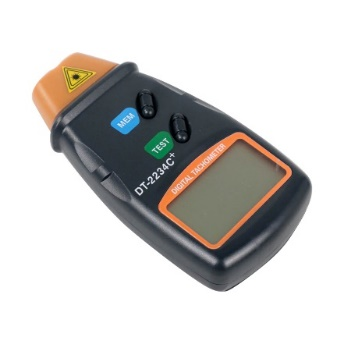 MEM
TEST
DT-2234C+
DIGITAL TACHOMETER